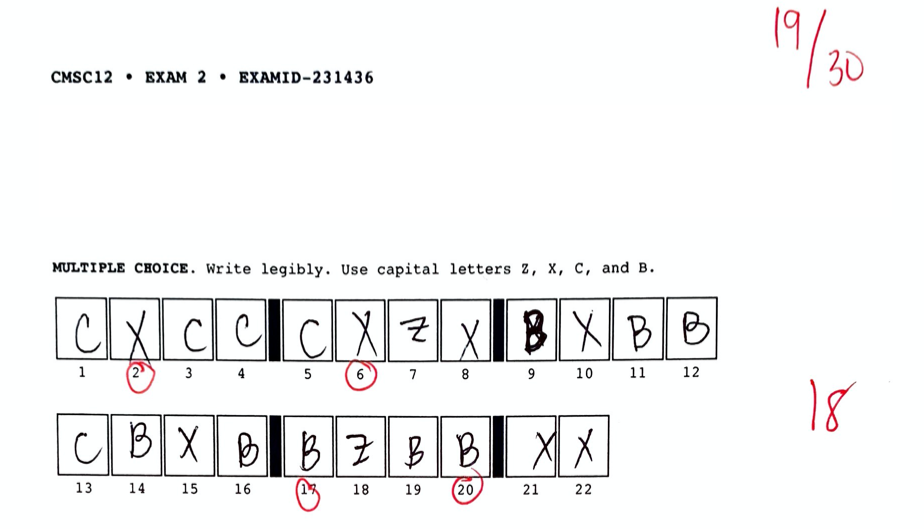 19/30
CMSC12 • EXAM 2 • EXAMID-231436
MULTIPLE CHOICE. Write legibly. Use capital letters Z, X, C, and B.
C X C C C X Z X B X B B
1 2 3 4 5 6 7 8 9 10 11 12
18
C B X B B Z B B X X
13 14 15 16 17 18 19 20 21 22